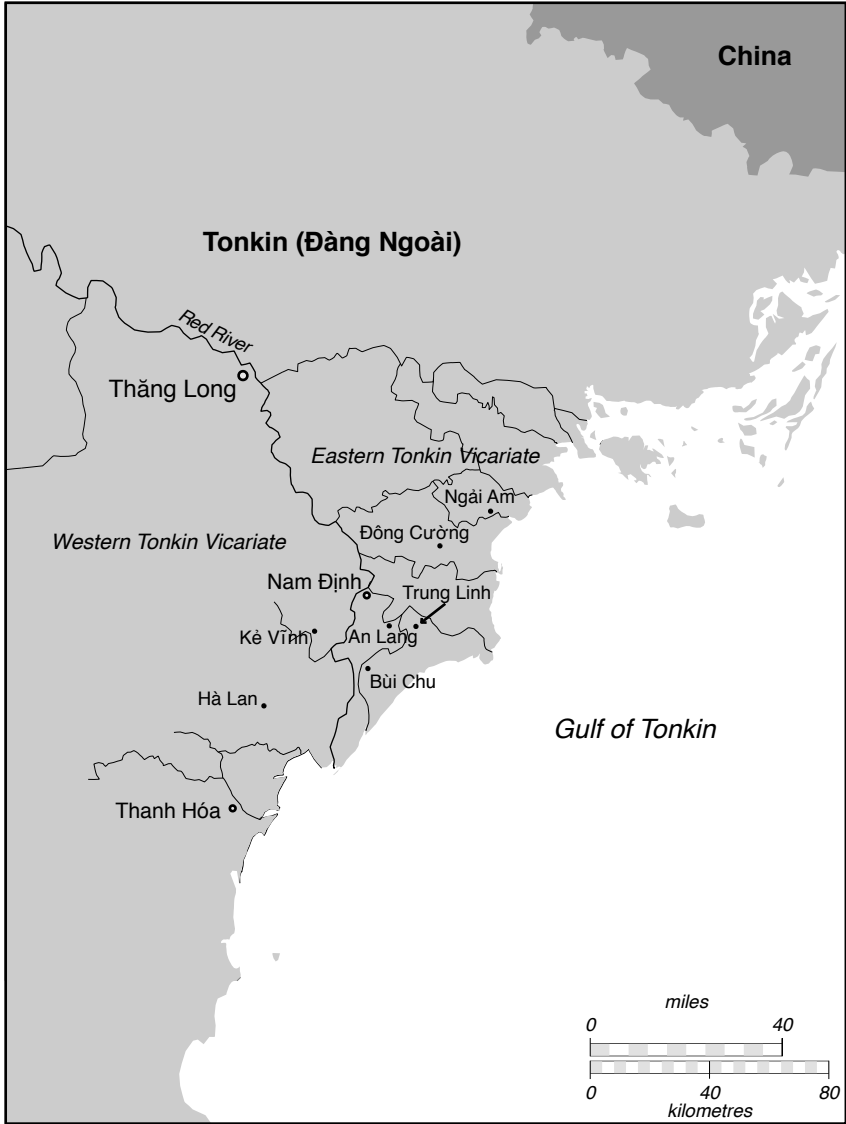 China
Tonkin (Đàng Ngoài)
Red River
Thăng Long
Eastern Tonkin Vicariate
Ngải Am
Đông Cường
Western Tonkin Vicariate
Nam Định
Trung Linh
Kẻ Vĩnh
An Lang
Bùi Chu
Hà Lan
Gulf of Tonkin
Thanh Hóa
miles
0 40
0 40 80
kilometres